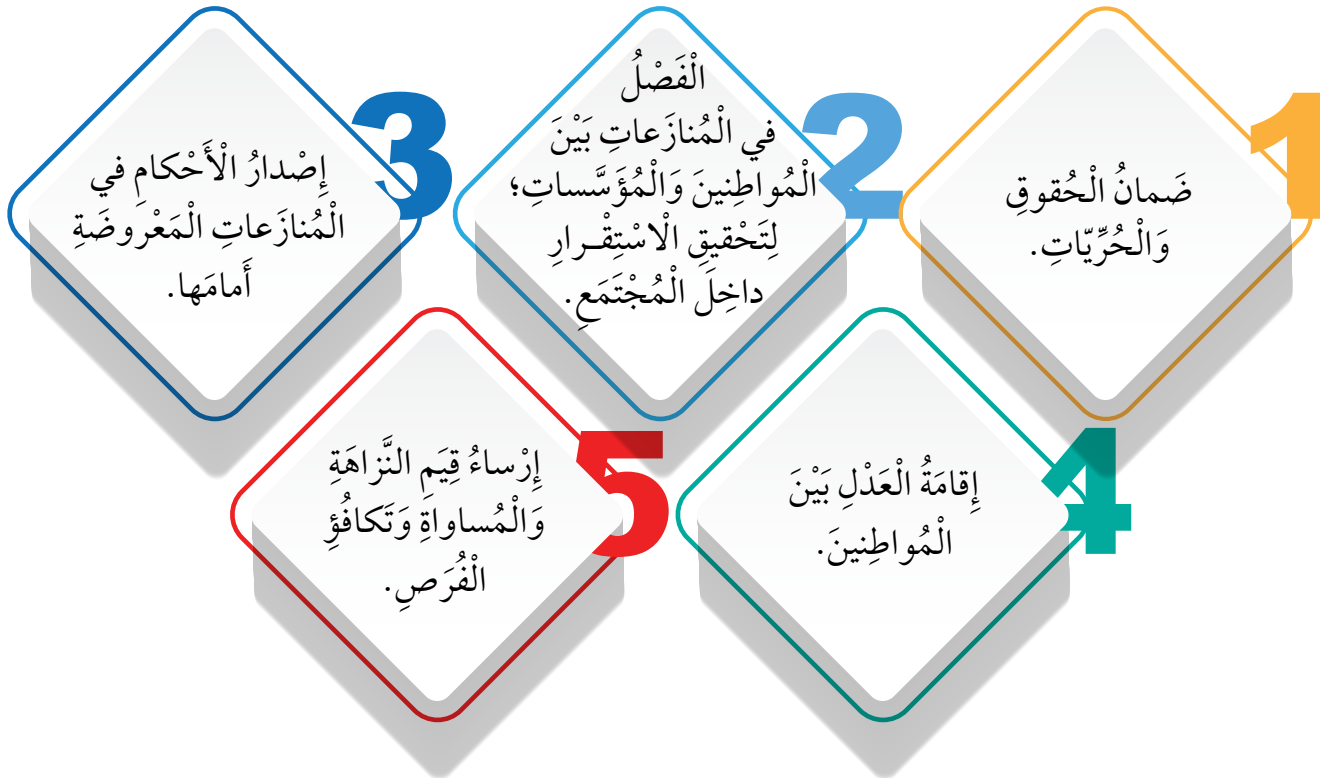 1
ضَمانُ الْحُقوقِ
وَالْحُرِّيّاتِ.
2
الْفَصْلُ
في الْمُنازَعاتِ بَيْنَ
الْمُواطِنينَ وَالْمُؤَسَّساتِ؛
لِتَحْقيقِ الْاسْتِقْـرارِ
داخِلَ الْمُجْتَمَعِ.
3
إِصْدارُ الْأَحْكامِ في
الْمُنازَعاتِ الْمَعْروضَةِ
أَمامَها.
4
إِقامَةُ الْعَدْلِ بَيْنَ
الْمُواطِنينَ.
5
إِرْساءُ قِيَمِ النَّزاهَةِ
وَالْمُساواةِ وَتَكافُؤِ
الْفُرَصِ.